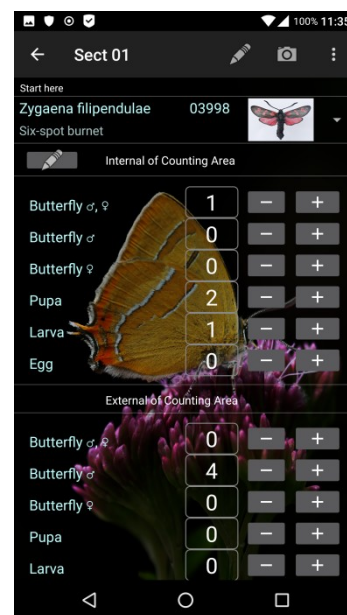 100% 11:35
Sect 01
Start here
Zygaena filipendulae 03998
Six-spot burnet
Internal of Counting Area
Butterfly ♂, ♀ 1 − +
Butterfly ♂ 0 − +
Butterfly ♀ 0 − +
Pupa 2 − +
Larva 1 − +
Egg 0 − +
External of Counting Area
Butterfly ♂, ♀ 0 − +
Butterfly ♂ 4 − +
Butterfly ♀ 0 − +
Pupa 0 − +
Larva 0 − +